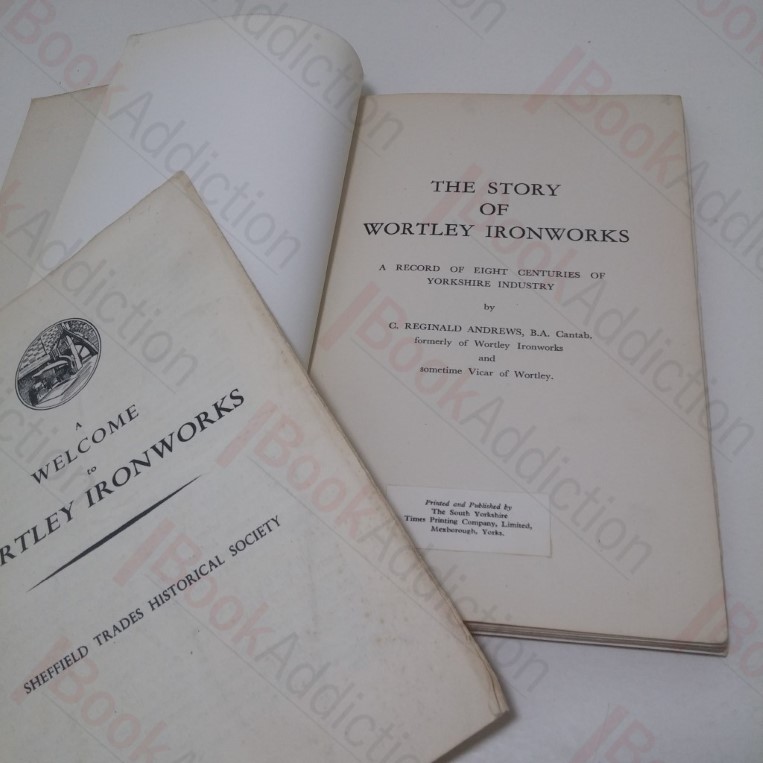 THE STORY
OF
WORTLEY IRONWORKS
A RECORD OF EIGHT CENTURIES OF
YORKSHIRE INDUSTRY
by
C. REGINALD ANDREWS, B.A. Cantab,
formerly of Wortley Ironworks
and
sometime Vicar of Wortley.
Printed and Published by
The South Yorkshire
Times Printing Company, Limited,
Mexborough, Yorks.
A
WELCOME
to
RTLEY IRONWORKS
SHEFFIELD TRADES HISTORICAL SOCIETY
BookAddiction